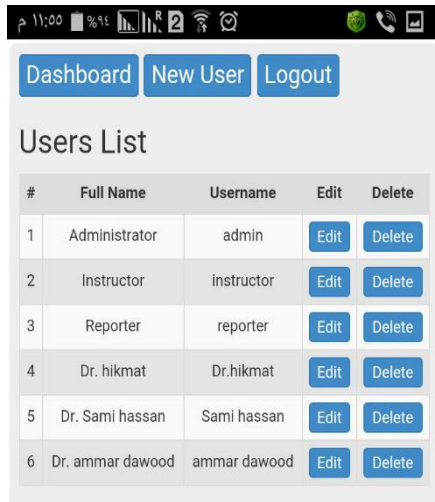 م ١١:٥٥ %٩٤ R 2
Dashboard New User Logout
Users List
# Full Name Username Edit Delete
1 Administrator admin Edit Delete
2 Instructor instructor Edit Delete
3 Reporter reporter Edit Delete
4 Dr. hikmat Dr.hikmat Edit Delete
5 Dr. Sami hassan Sami hassan Edit Delete
6 Dr. ammar dawood ammar dawood Edit Delete